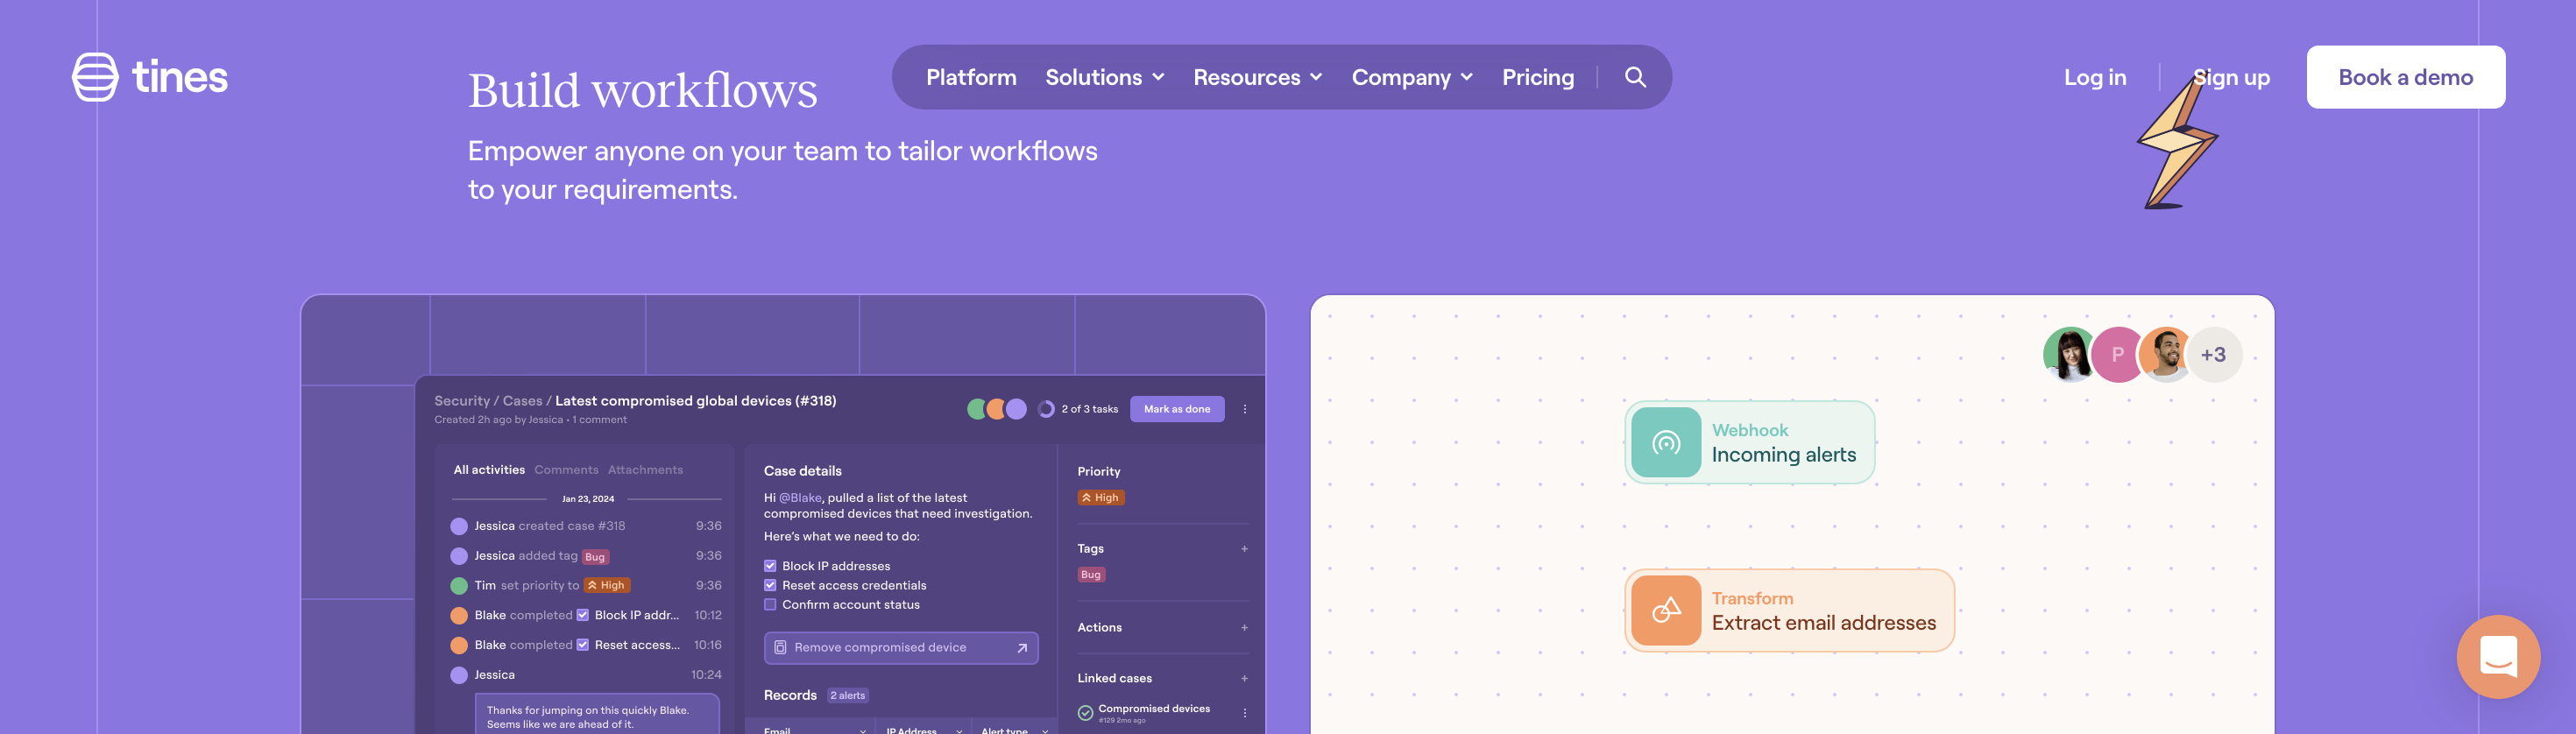 tines
Platform
Solutions
Resources
Company
Pricing
Log in
Sign up
Book a demo
Build workflows
Empower anyone on your team to tailor workflows
to your requirements.
Security / Cases / Latest compromised global devices (#318)
Created 2h ago by Jessica • 1 comment
2 of 3 tasks
Mark as done
All activities Comments Attachments
Jan 23, 2024
Jessica created case #318 9:36
Jessica added tag Bug 9:36
Tim set priority to High 9:36
Blake completed Block IP addr... 10:12
Blake completed Reset access... 10:16
Jessica 10:24
Thanks for jumping on this quickly Blake.
Seems like we are ahead of it.
Case details
Hi @Blake, pulled a list of the latest
compromised devices that need investigation.
Here's what we need to do:
Block IP addresses
Reset access credentials
Confirm account status
Remove compromised device
Records 2 alerts
Email IP Address Alert type
Priority
High
Tags +
Bug
Actions +
Linked cases +
Compromised devices
#129 2mo ago
P
+3
Webhook
Incoming alerts
Transform
Extract email addresses